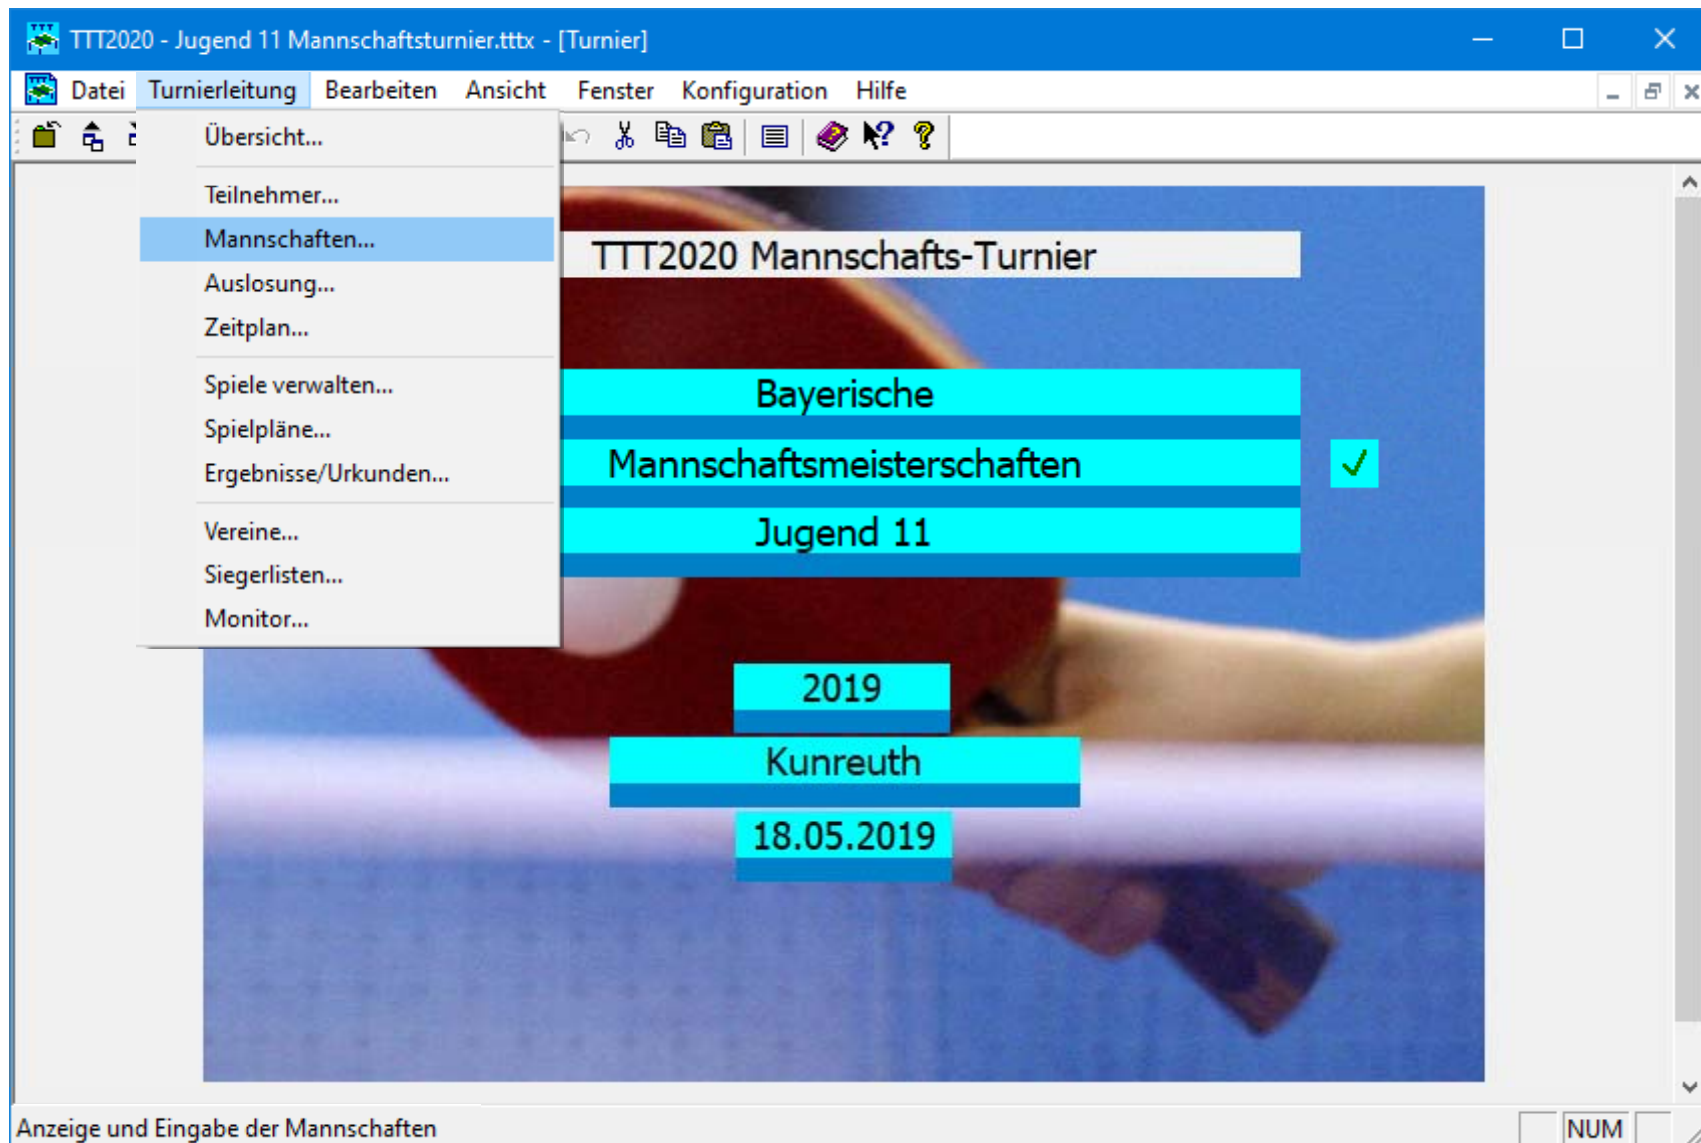 TTT2020 - Jugend 11 Mannschaftsturnier.tttx - [Turnier]
Datei Turnierleitung Bearbeiten Ansicht Fenster Konfiguration Hilfe
Übersicht...
Teilnehmer...
Mannschaften...
Auslosung...
Zeitplan...
Spiele verwalten...
Spielpläne...
Ergebnisse/Urkunden...
Vereine...
Siegerlisten...
Monitor...
TTT2020 Mannschafts-Turnier
Bayerische
Mannschaftsmeisterschaften
Jugend 11
2019
Kunreuth
18.05.2019
Anzeige und Eingabe der Mannschaften
NUM